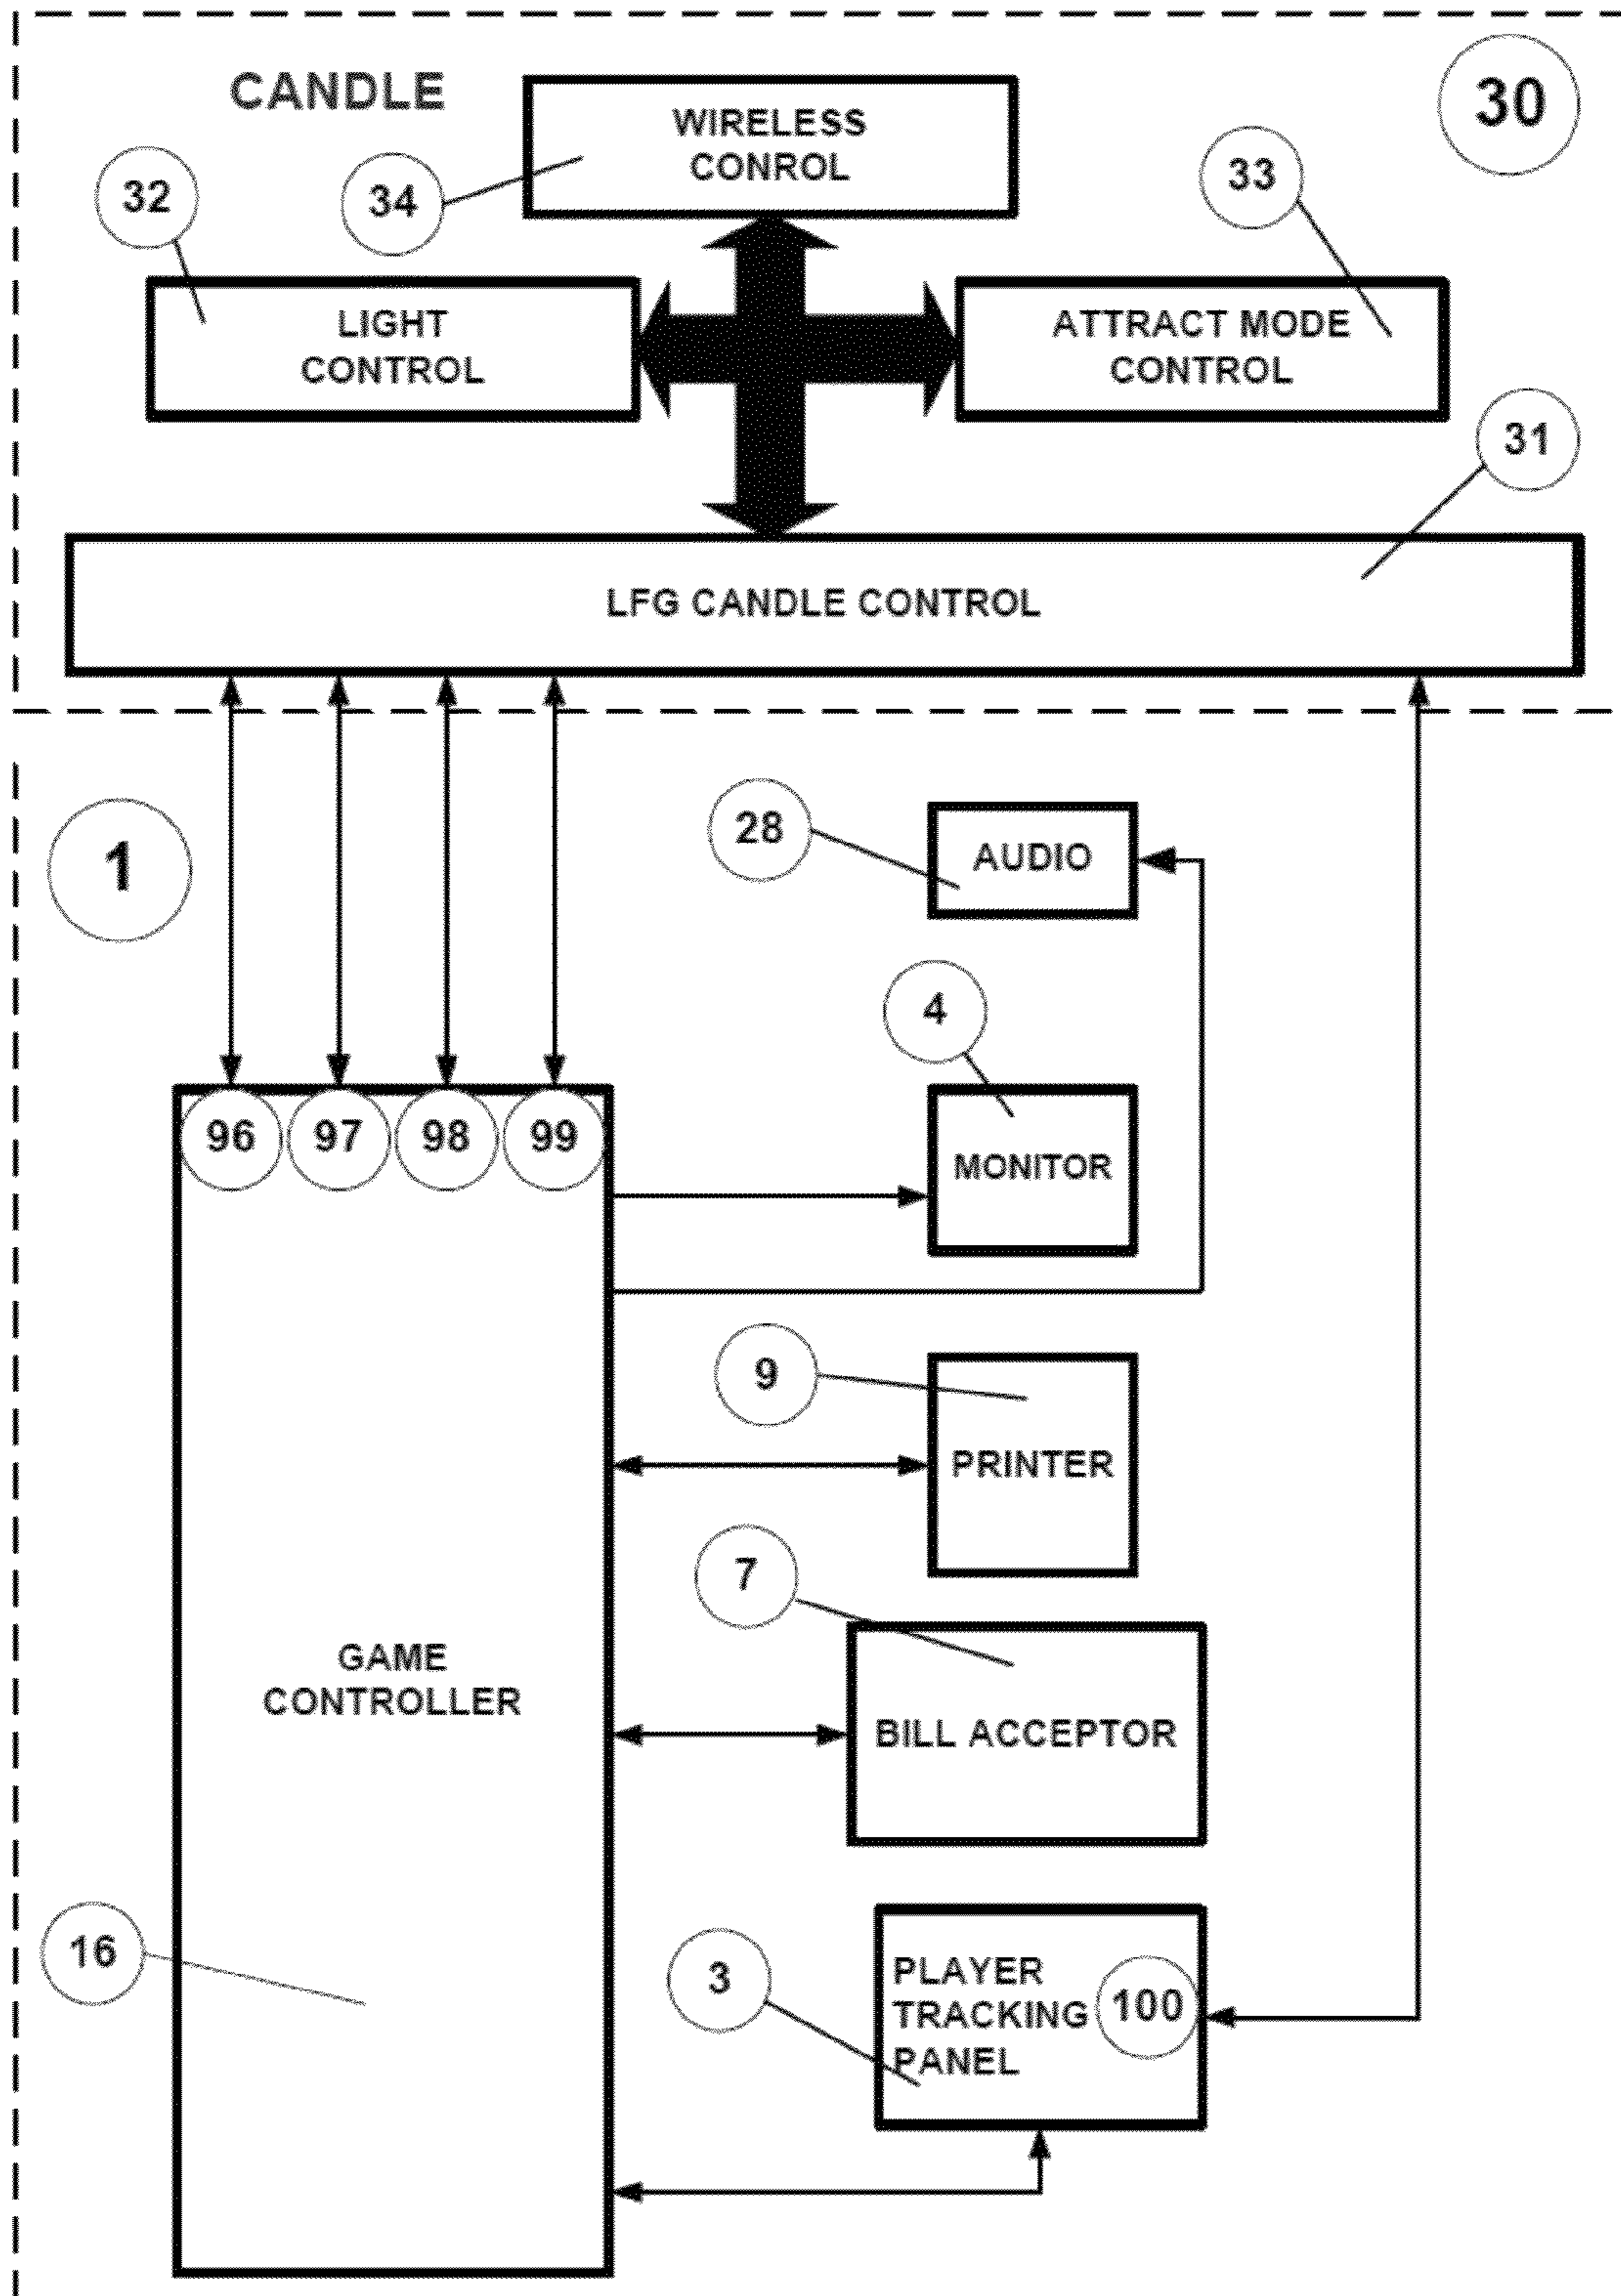 CANDLE
30
WIRELESS
CONROL
32
34
33
LIGHT
CONTROL
ATTRACT MODE
CONTROL
31
LFG CANDLE CONTROL
1
28
AUDIO
4
96 97 98 99
MONITOR
9
PRINTER
7
GAME
CONTROLLER
BILL ACCEPTOR
16
3
PLAYER
TRACKING
PANEL
100